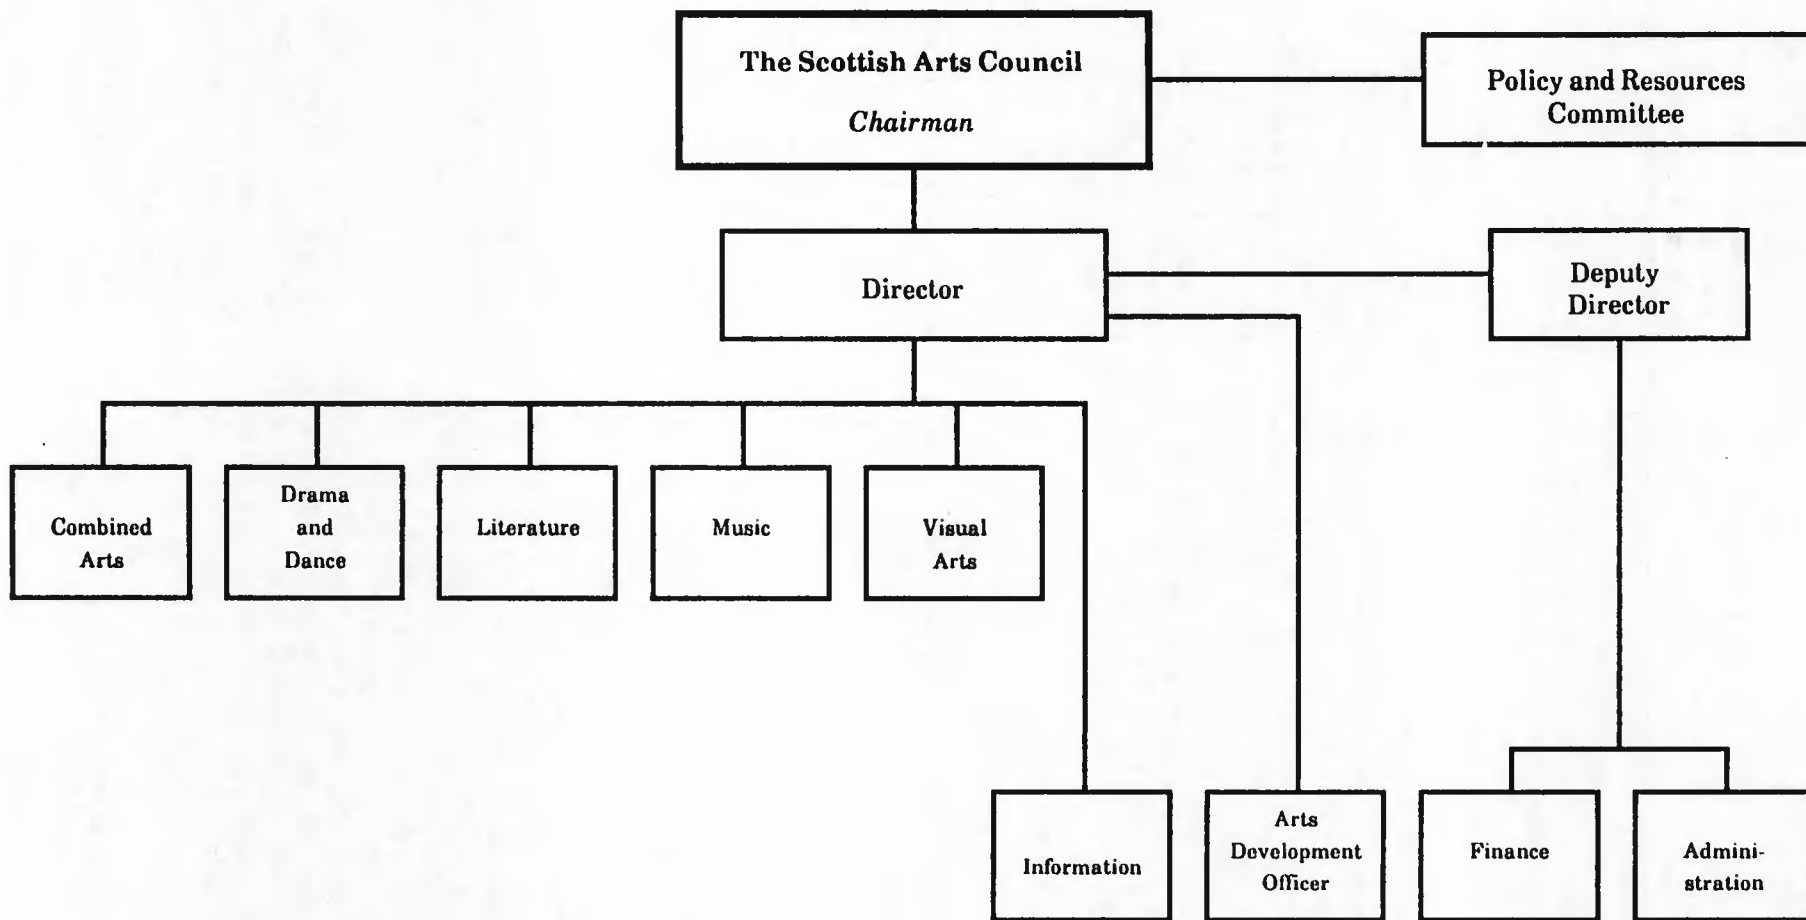 The Scottish Arts Council
Chairman
Policy and Resources
Committee
Director
Deputy
Director
Combined
Arts
Drama
and
Dance
Literature
Music
Visual
Arts
Information
Arts
Development
Officer
Finance
Admini-
stration